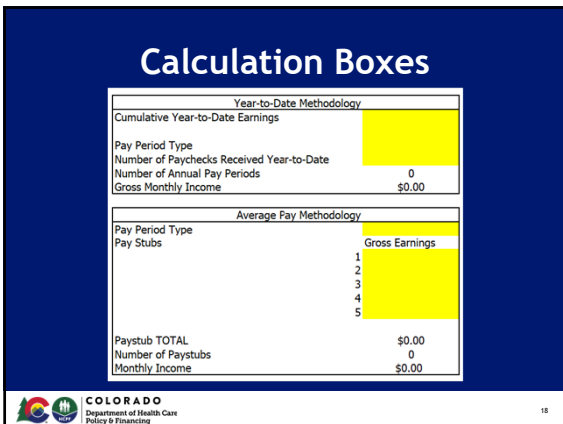 Calculation Boxes
Year-to-Date Methodology
Cumulative Year-to-Date Earnings
Pay Period Type
Number of Paychecks Received Year-to-Date
Number of Annual Pay Periods 0
Gross Monthly Income $0.00
Average Pay Methodology
Pay Period Type
Pay Stubs Gross Earnings
1
2
3
4
5
Paystub TOTAL $0.00
Number of Paystubs 0
Monthly Income $0.00
HCPF
COLORADO
Department of Health Care
Policy & Financing
18